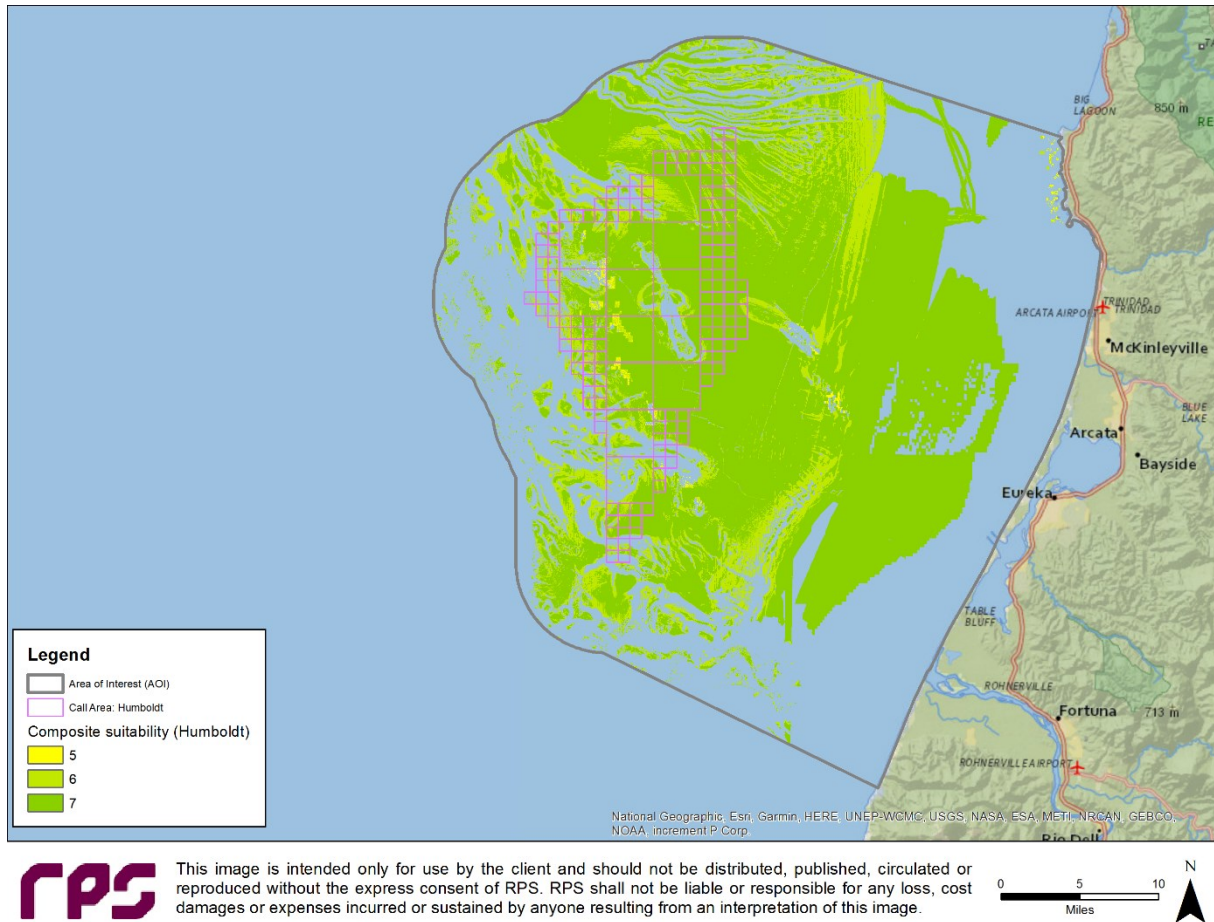 BIG
LAGOON
850 m
RE
TRINIDAD
ARCATA AIRPORT
TRINIDAD
McKinleyville
BLUE
LAKE
Arcata
Bayside
Eureka
TABLE
BLUFF
ROHNERVILLE
Fortuna
713 m
ROHNERVILLE AIRPORT
National Geographic, Esri, Garmin, HERE, UNEP-WCMC, USGS, NASA, ESA, METI, NRCAN, GEBCO,
NOAA, increment P Corp.
Rio Dell
Legend
Area of Interest (AOI)
Call Area: Humboldt
Composite suitability (Humboldt)
5
6
7
rps
This image is intended only for use by the client and should not be distributed, published, circulated or
reproduced without the express consent of RPS. RPS shall not be liable or responsible for any loss, cost
damages or expenses incurred or sustained by anyone resulting from an interpretation of this image.
0 5 10
Miles
N